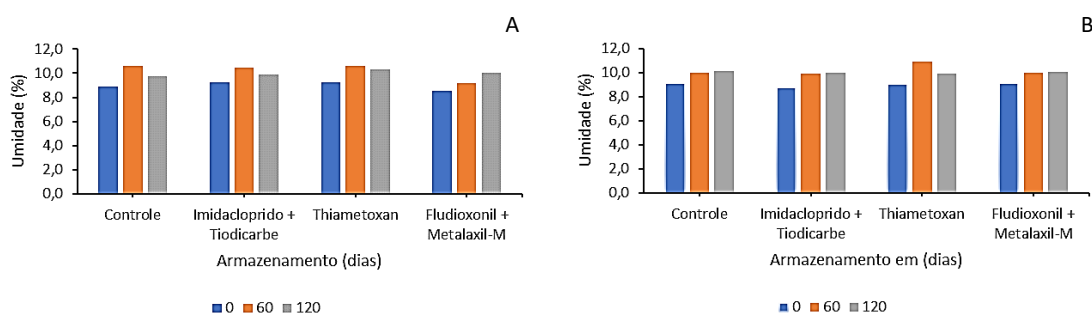 A
12,0
10,0
8,0
6,0
4,0
2,0
0,0
Umidade (%)
Controle
Imidacloprido +
Tiodicarbe
Thiametoxan
Fludioxonil +
Metalaxil-M
Armazenamento (dias)
0 60 120
B
12,0
10,0
8,0
6,0
4,0
2,0
0,0
Umidade (%)
Controle
Imidacloprido +
Tiodicarbe
Thiametoxan
Fludioxonil +
Metalaxil-M
Armazenamento em (dias)
0 60 120